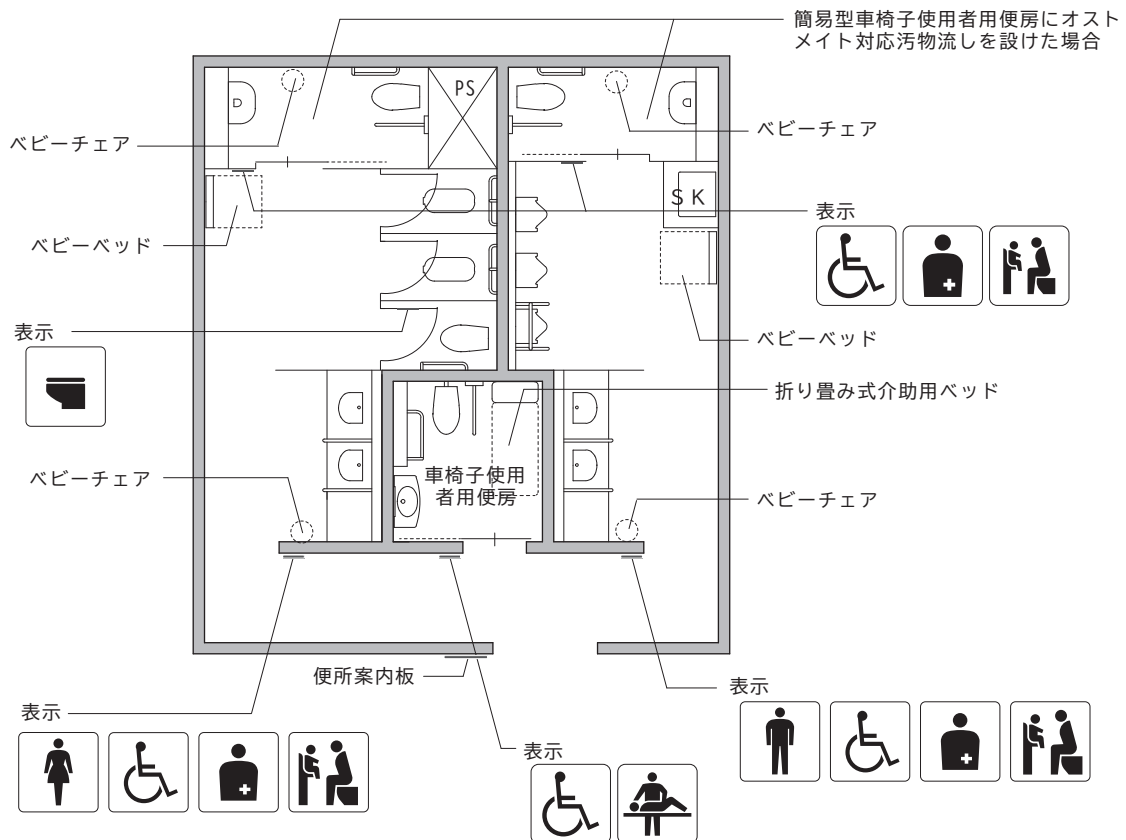 簡易型車椅子使用者用便房にオスト
メイト対応汚物流しを設けた場合
PS
ベビーチェア
ベビーチェア
SK
表示
ベビーベッド
表示
ベビーベッド
折り畳み式介助用ベッド
車椅子使用
者用便房
ベビーチェア
ベビーチェア
便所案内板
表示
表示
表示